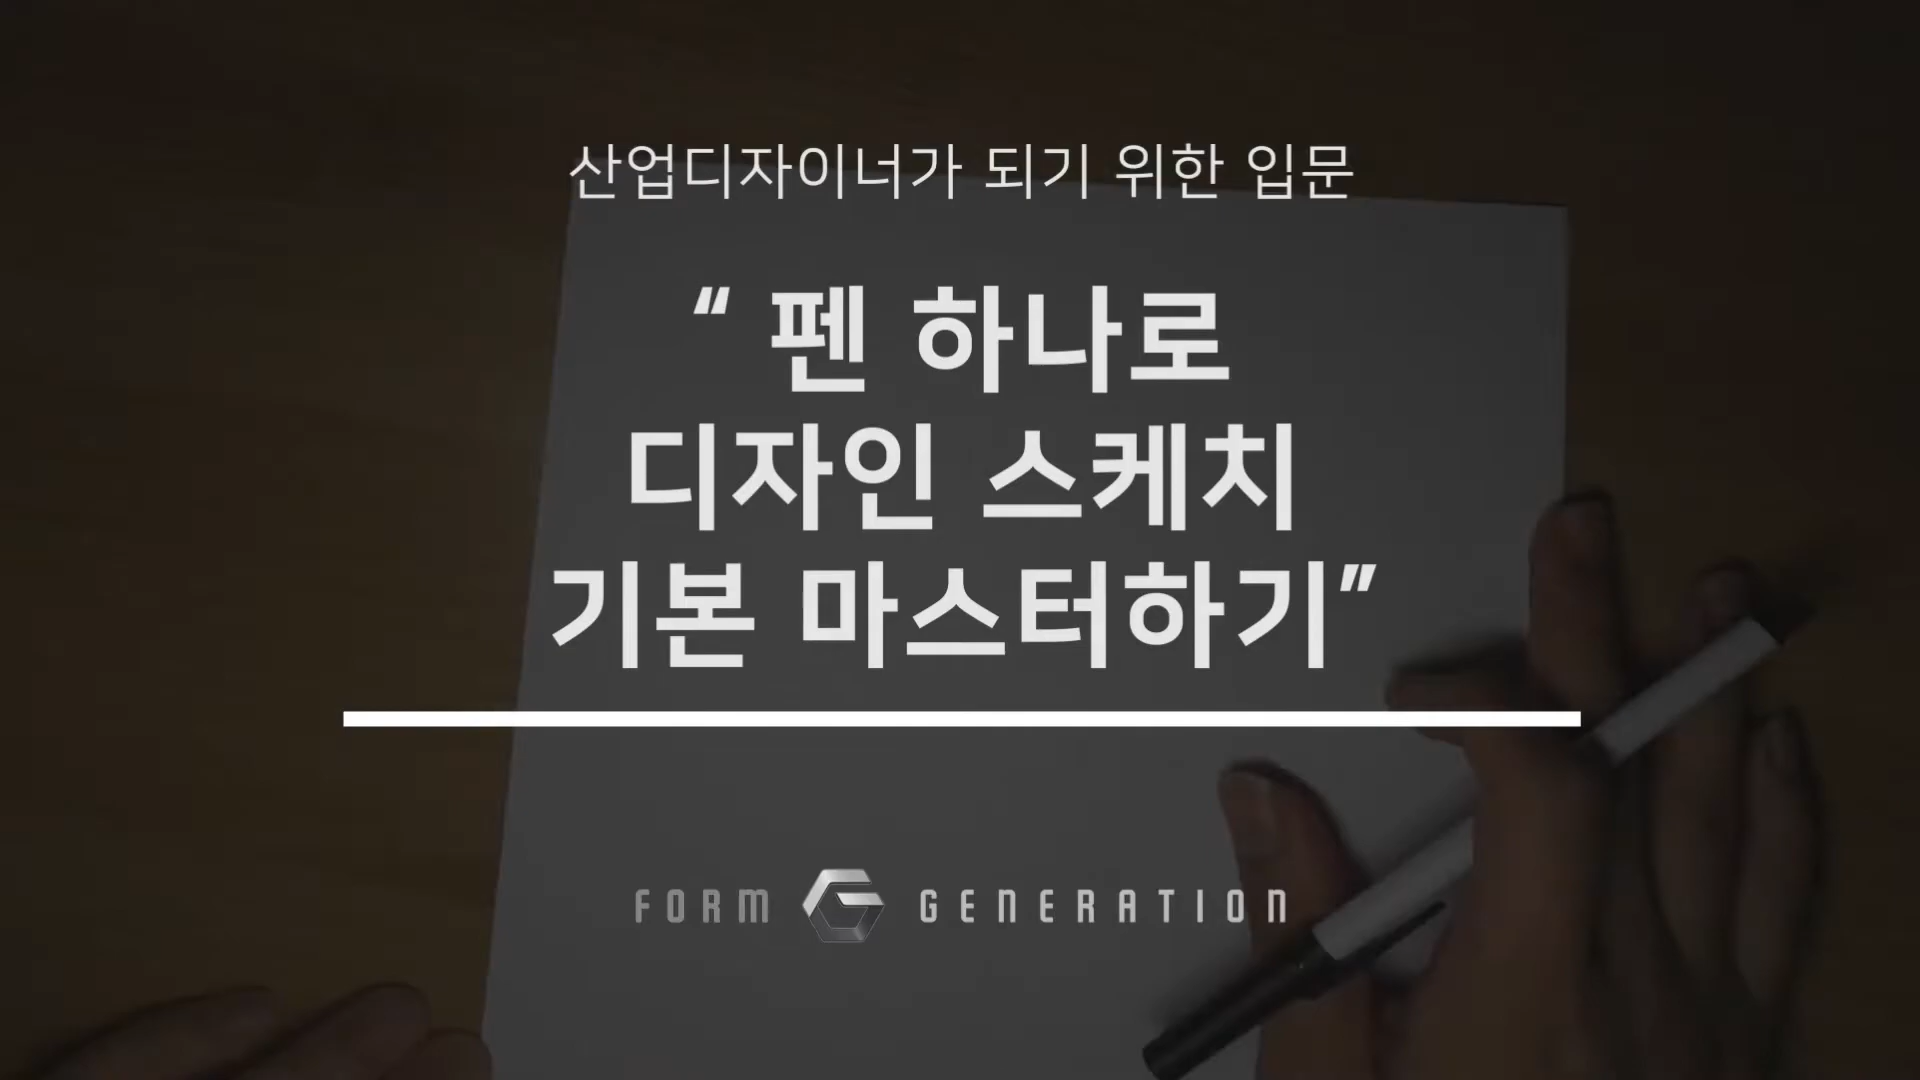 산업디자이너가 되기 위한 입문
“ 펜 하나로
디자인 스케치
기본 마스터하기”
FORM G GENERATION